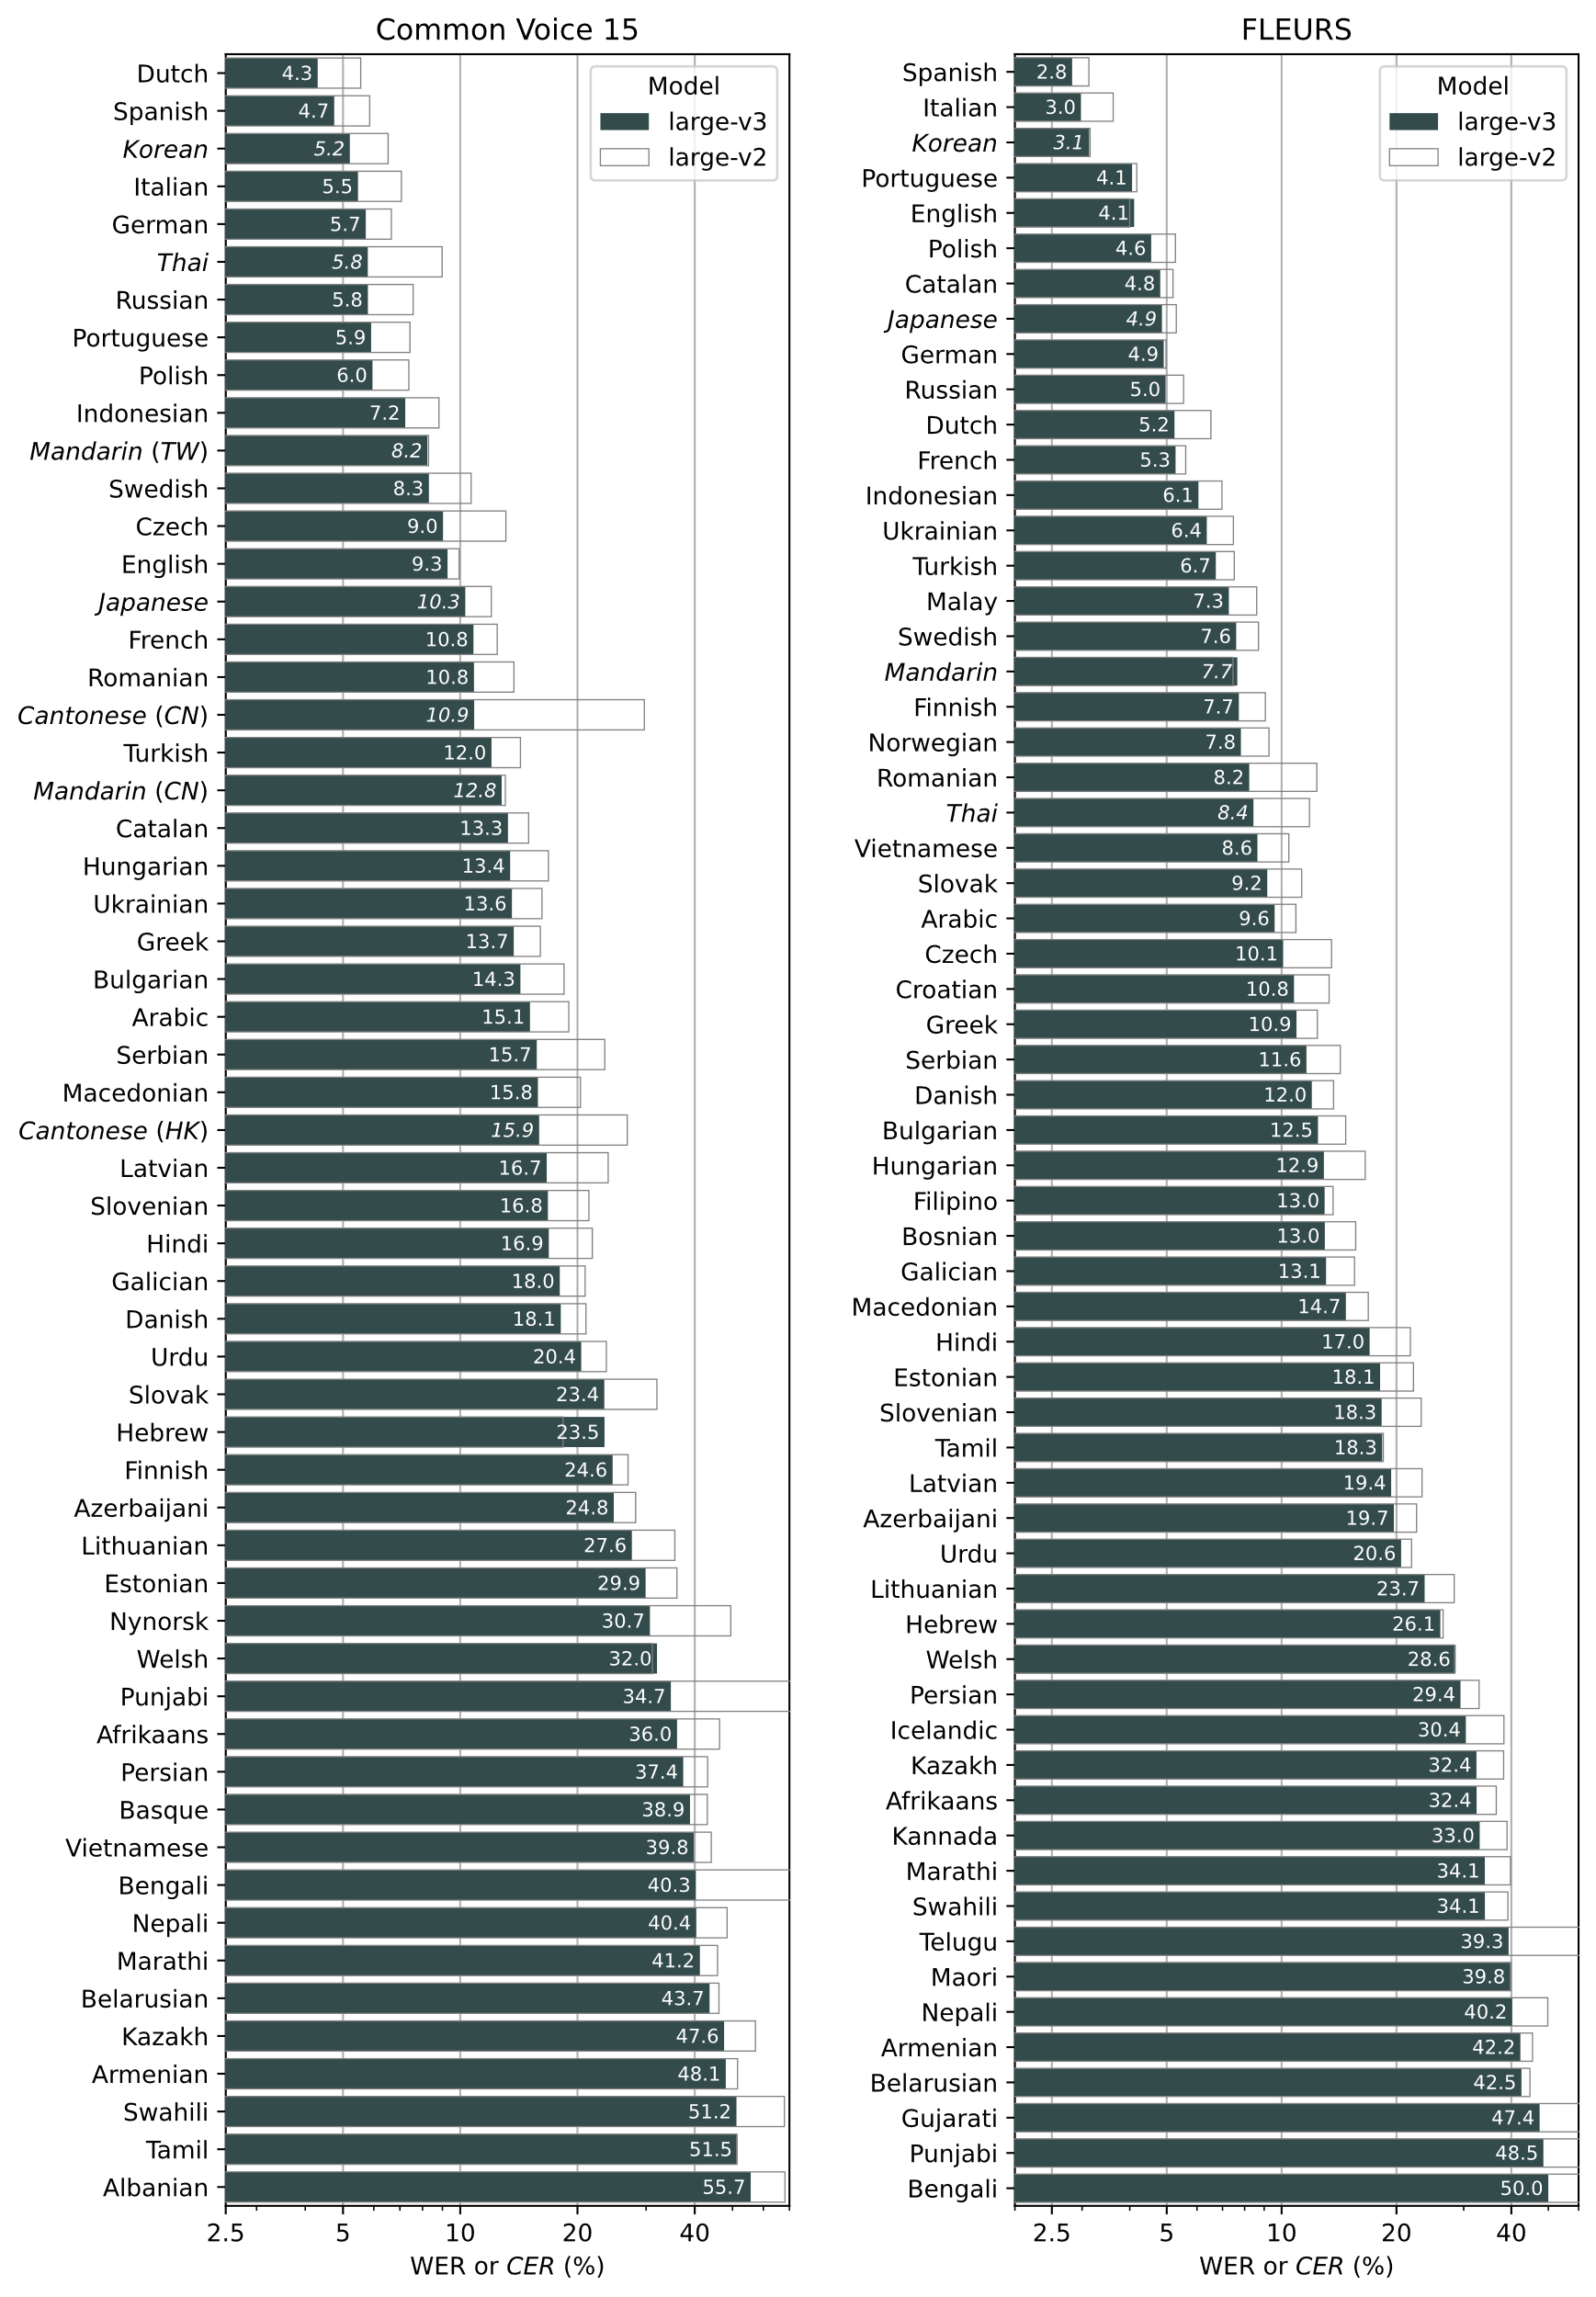 Common Voice 15
Model
large-v3
large-v2
Dutch 4.3
Spanish 4.7
Korean 5.2
Italian 5.5
German 5.7
Thai 5.8
Russian 5.8
Portuguese 5.9
Polish 6.0
Indonesian 7.2
Mandarin (TW) 8.2
Swedish 8.3
Czech 9.0
English 9.3
Japanese 10.3
French 10.8
Romanian 10.8
Cantonese (CN) 10.9
Turkish 12.0
Mandarin (CN) 12.8
Catalan 13.3
Hungarian 13.4
Ukrainian 13.6
Greek 13.7
Bulgarian 14.3
Arabic 15.1
Serbian 15.7
Macedonian 15.8
Cantonese (HK) 15.9
Latvian 16.7
Slovenian 16.8
Hindi 16.9
Galician 18.0
Danish 18.1
Urdu 20.4
Slovak 23.4
Hebrew 23.5
Finnish 24.6
Azerbaijani 24.8
Lithuanian 27.6
Estonian 29.9
Nynorsk 30.7
Welsh 32.0
Punjabi 34.7
Afrikaans 36.0
Persian 37.4
Basque 38.9
Vietnamese 39.8
Bengali 40.3
Nepali 40.4
Marathi 41.2
Belarusian 43.7
Kazakh 47.6
Armenian 48.1
Swahili 51.2
Tamil 51.5
Albanian 55.7
2.5 5 10 20 40
WER or CER (%)
FLEURS
Model
large-v3
large-v2
Spanish 2.8
Italian 3.0
Korean 3.1
Portuguese 4.1
English 4.1
Polish 4.6
Catalan 4.8
Japanese 4.9
German 4.9
Russian 5.0
Dutch 5.2
French 5.3
Indonesian 6.1
Ukrainian 6.4
Turkish 6.7
Malay 7.3
Swedish 7.6
Mandarin 7.7
Finnish 7.7
Norwegian 7.8
Romanian 8.2
Thai 8.4
Vietnamese 8.6
Slovak 9.2
Arabic 9.6
Czech 10.1
Croatian 10.8
Greek 10.9
Serbian 11.6
Danish 12.0
Bulgarian 12.5
Hungarian 12.9
Filipino 13.0
Bosnian 13.0
Galician 13.1
Macedonian 14.7
Hindi 17.0
Estonian 18.1
Slovenian 18.3
Tamil 18.3
Latvian 19.4
Azerbaijani 19.7
Urdu 20.6
Lithuanian 23.7
Hebrew 26.1
Welsh 28.6
Persian 29.4
Icelandic 30.4
Kazakh 32.4
Afrikaans 32.4
Kannada 33.0
Marathi 34.1
Swahili 34.1
Telugu 39.3
Maori 39.8
Nepali 40.2
Armenian 42.2
Belarusian 42.5
Gujarati 47.4
Punjabi 48.5
Bengali 50.0
2.5 5 10 20 40
WER or CER (%)